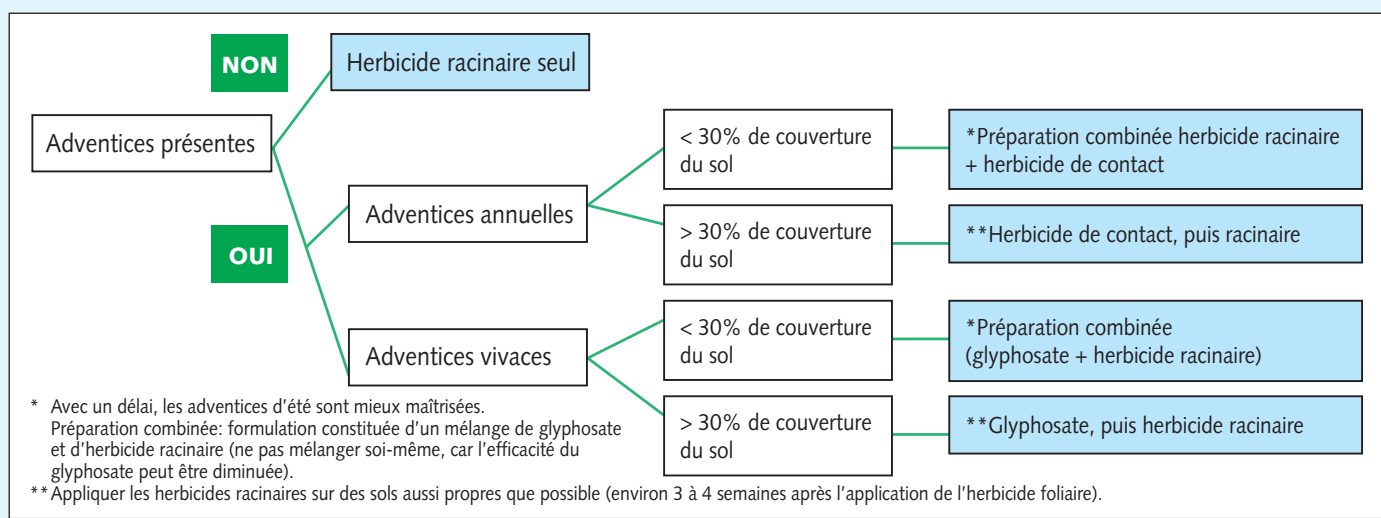 NON
Herbicide racinaire seul
Adventices présentes
OUI
Adventices annuelles
< 30% de couverture
du sol
*Préparation combinée herbicide racinaire
+ herbicide de contact
> 30% de couverture
du sol
**Herbicide de contact, puis racinaire
Adventices vivaces
< 30% de couverture
du sol
*Préparation combinée
(glyphosate + herbicide racinaire)
> 30% de couverture
du sol
**Glyphosate, puis herbicide racinaire
* Avec un délai, les adventices d’été sont mieux maîtrisées.
Préparation combinée: formulation constituée d’un mélange de glyphosate
et d’herbicide racinaire (ne pas mélanger soi-même, car l’efficacité du
glyphosate peut être diminuée).
** Appliquer les herbicides racinaires sur des sols aussi propres que possible (environ 3 à 4 semaines après l’application de l’herbicide foliaire).